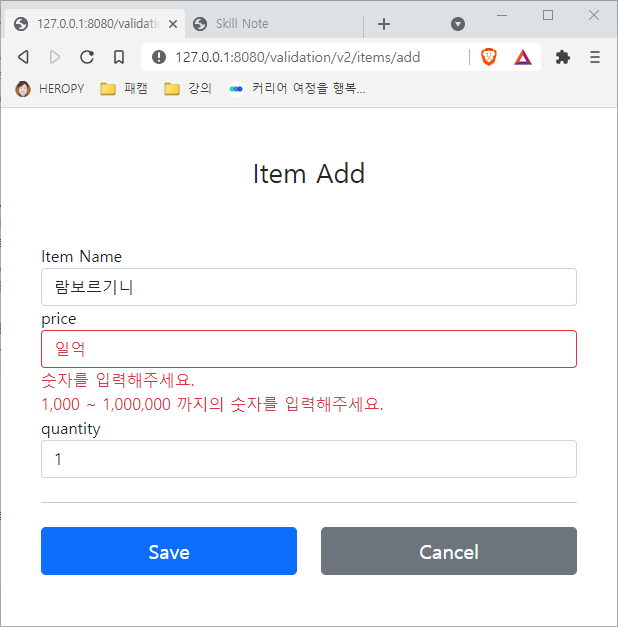 127.0.0.1:8080/validatic
Skill Note
127.0.0.1:8080/validation/v2/items/add
HEROPY 패캠 강의 커리어 여정을 행복...
Item Add
Item Name
람보르기니
price
일억
숫자를 입력해주세요.
1,000 ~ 1,000,000 까지의 숫자를 입력해주세요.
quantity
1
Save
Cancel